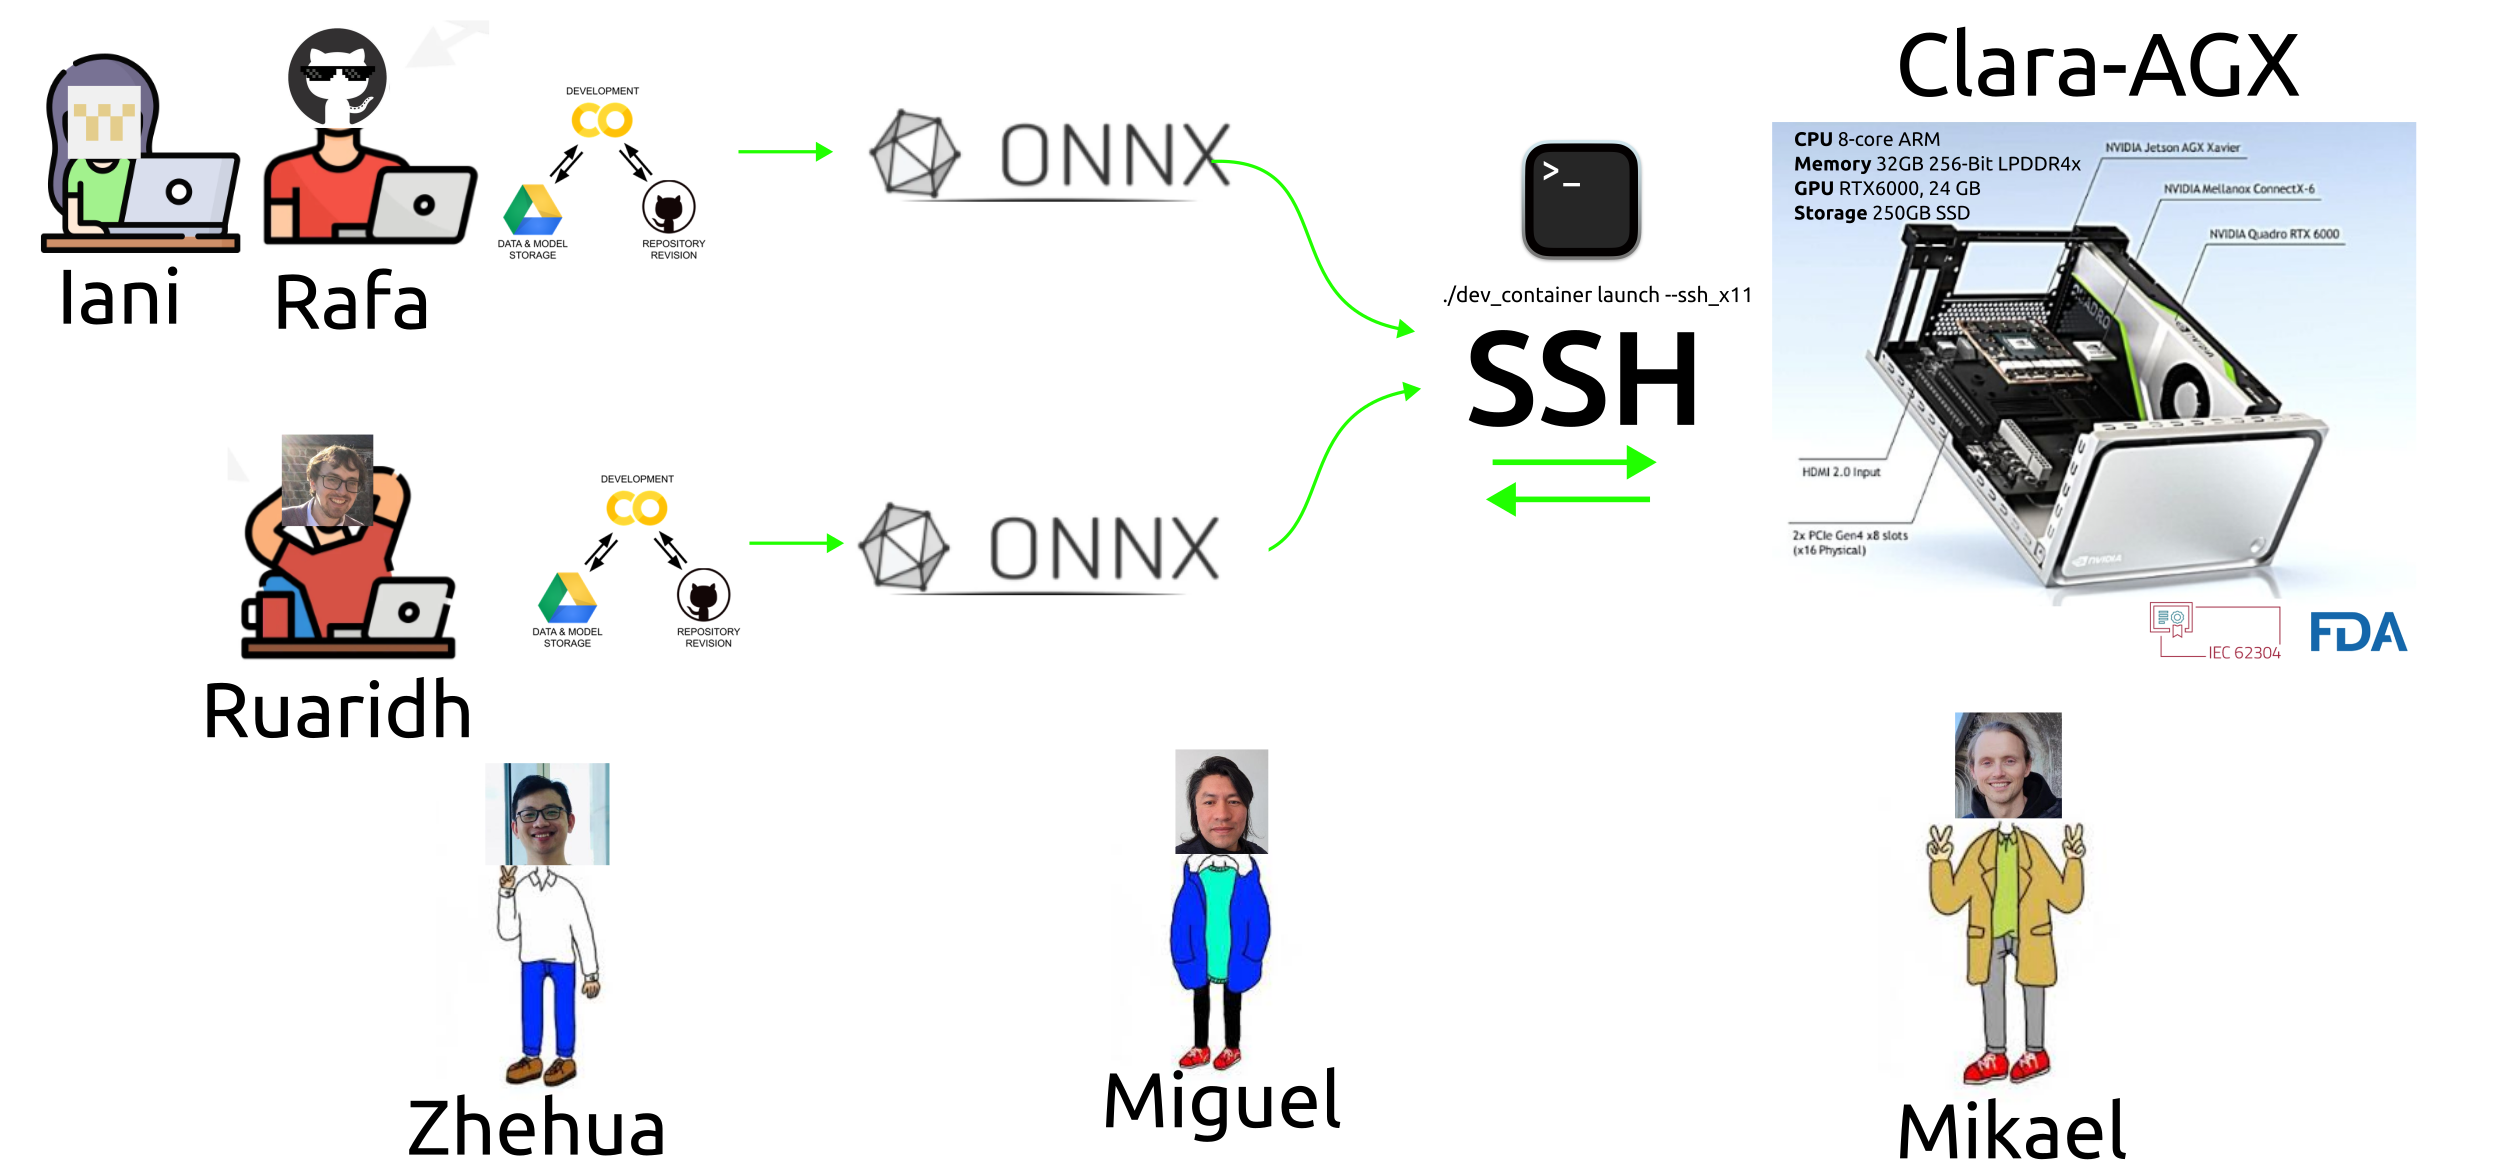 Iani
Rafa
DEVELOPMENT
DATA & MODEL
STORAGE
REPOSITORY
REVISION
ONNX
>_
./dev_container launch --ssh_x11
SSH
Clara-AGX
CPU 8-core ARM
Memory 32GB 256-Bit LPDDR4x
GPU RTX6000, 24 GB
Storage 250GB SSD
NVIDIA Jetson AGX Xavier
NVIDIA Mellanox ConnectX-6
NVIDIA Quadro RTX 6000
QUADRO
NVIDIA
HDMI 2.0 Input
2x PCIe Gen4 x8 slots
(x16 Physical)
NVIDIA
IEC 62304
FDA
Ruaridh
DEVELOPMENT
DATA & MODEL
STORAGE
REPOSITORY
REVISION
ONNX
Zhehua
Miguel
Mikael